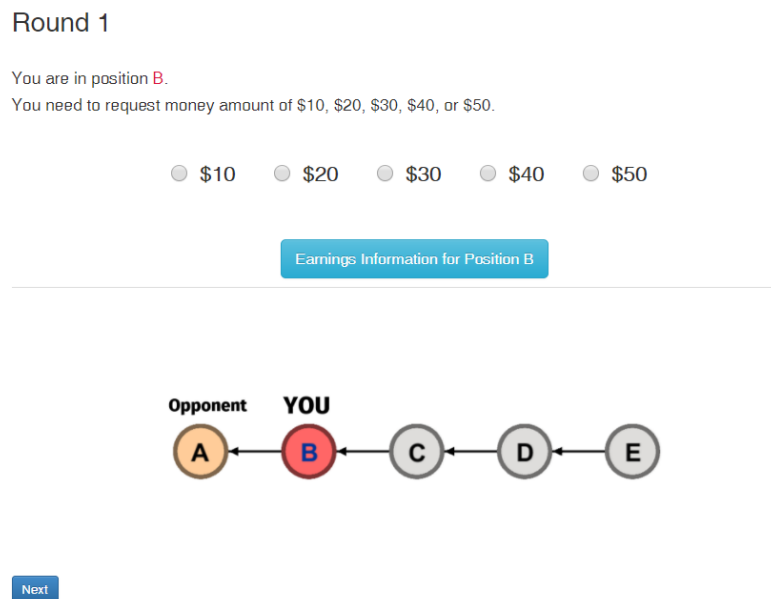 Round 1
You are in position B.
You need to request money amount of $10, $20, $30, $40, or $50.
$10 $20 $30 $40 $50
Earnings Information for Position B
Opponent YOU
A B C D E
Next